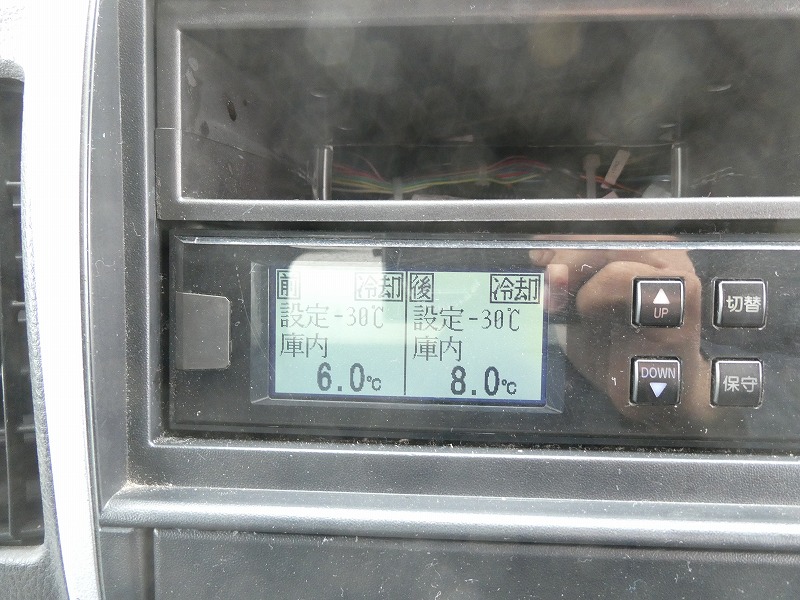 前 冷却 後 冷却
設定-30℃ 設定-30℃
庫内 庫内
6.0℃ 8.0℃
▲
UP
切替
DOWN
▼
保守